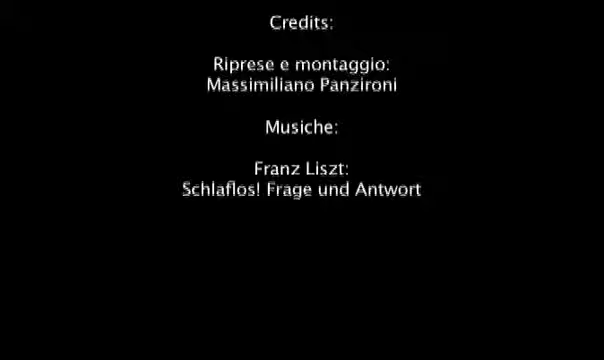 Credits:
Riprese e montaggio:
Massimiliano Panzironi
Musiche:
Franz Liszt:
Schlaflos! Frage und Antwort